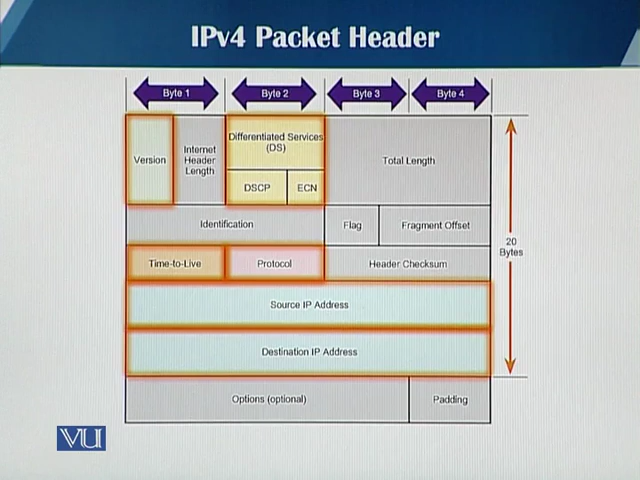 IPv4 Packet Header
Byte 1 Byte 2 Byte 3 Byte 4
Version
Internet
Header
Length
Differentiated Services
(DS)
DSCP ECN
Total Length
Identification Flag Fragment Offset
Time-to-Live Protocol Header Checksum
Source IP Address
Destination IP Address
Options (optional) Padding
20
Bytes
VU